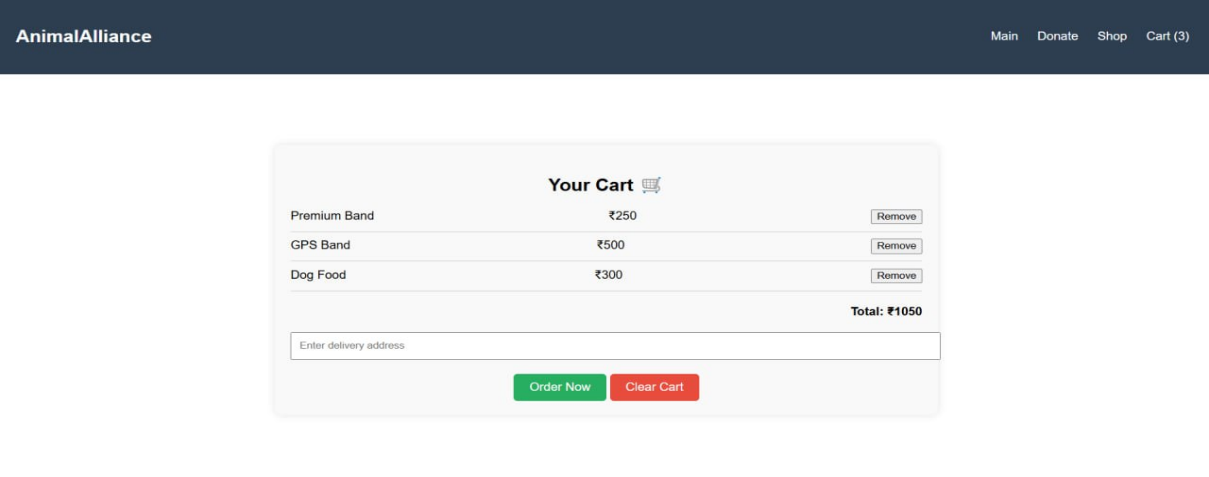 AnimalAlliance Main Donate Shop Cart (3)
Your Cart 🛒
Premium Band ₹250 Remove
GPS Band ₹500 Remove
Dog Food ₹300 Remove
Total: ₹1050
Enter delivery address
Order Now Clear Cart